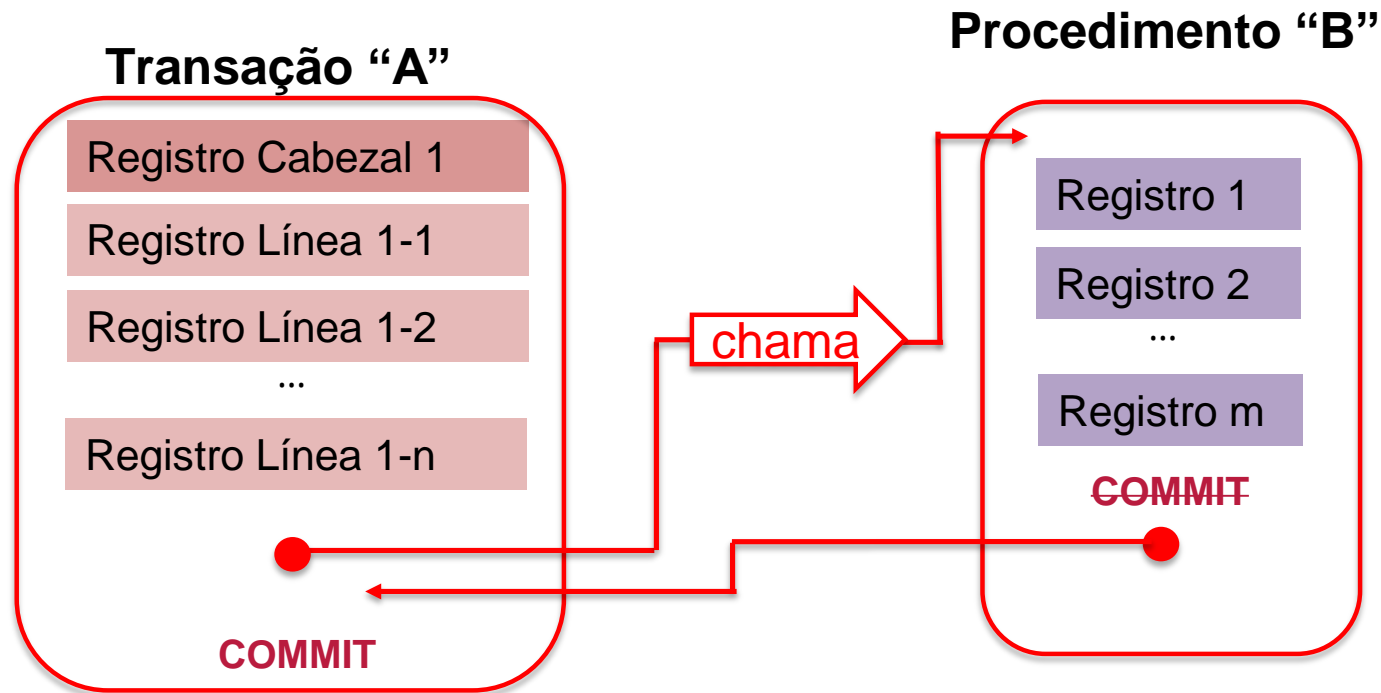 Transação “A”
Registro Cabezal 1
Registro Línea 1-1
Registro Línea 1-2
...
Registro Línea 1-n
COMMIT
chama
Procedimento “B”
Registro 1
Registro 2
...
Registro m
COMMIT